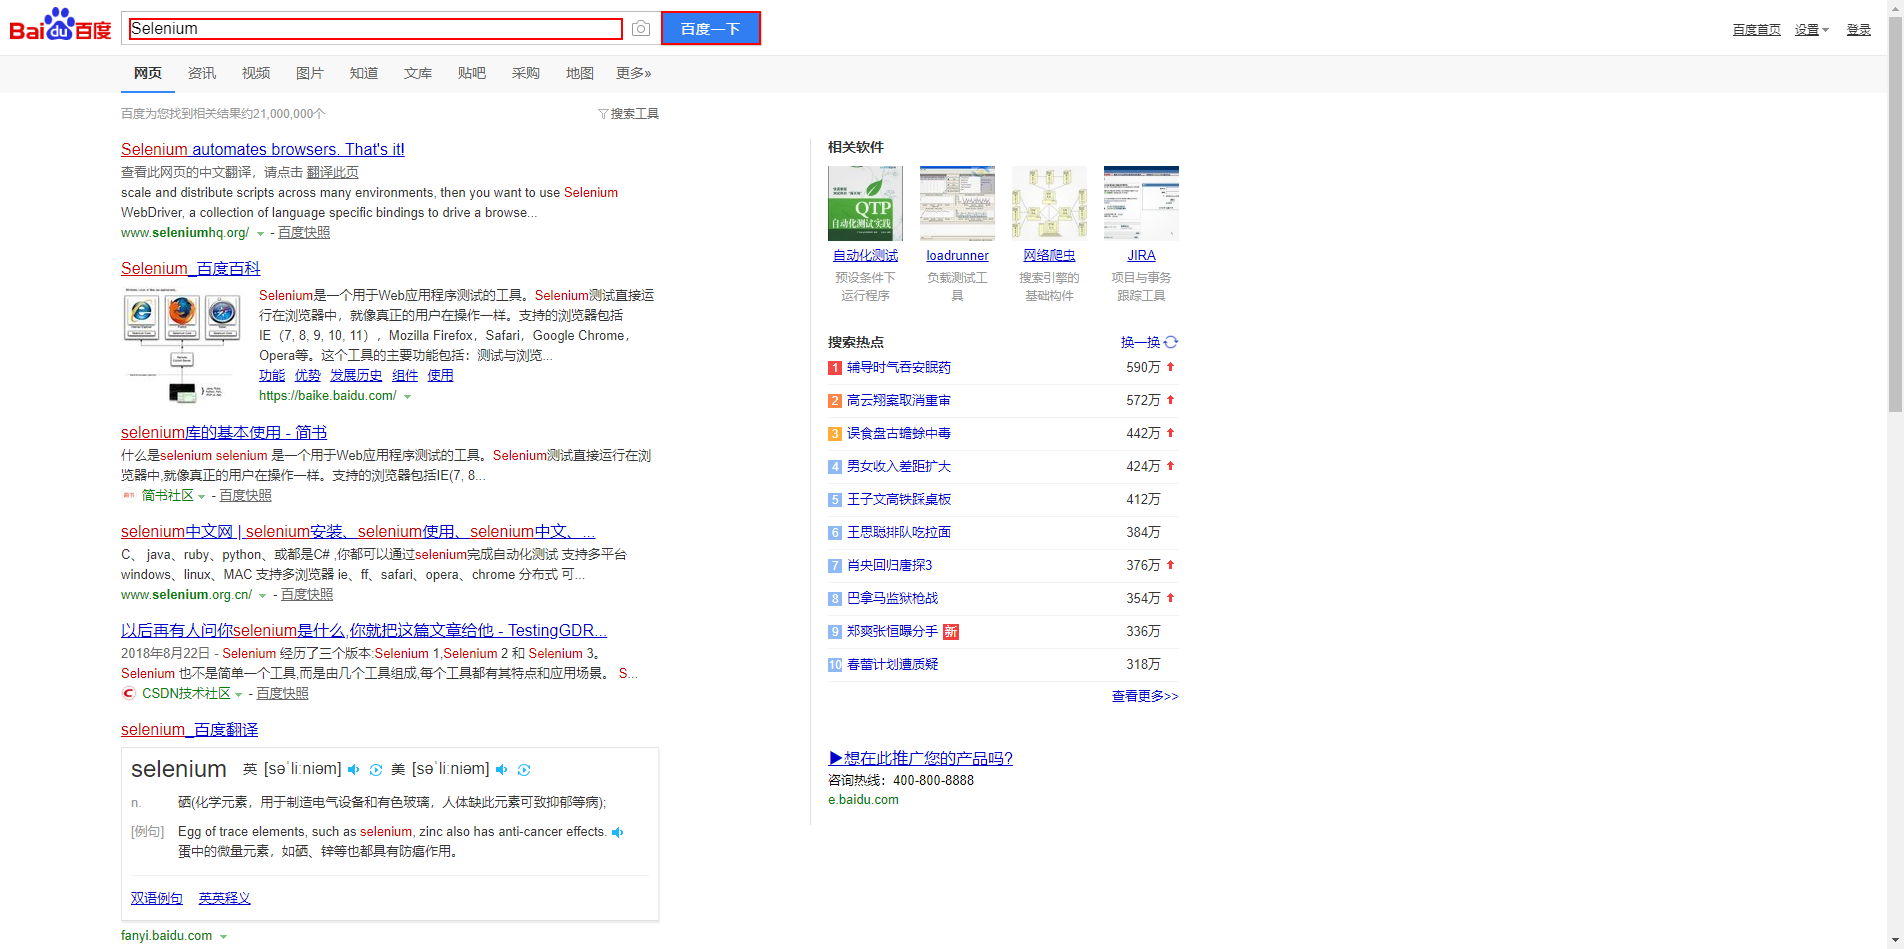 Baidu百度
Selenium
百度一下
百度首页 设置 登录
网页 资讯 视频 图片 知道 文库 贴吧 采购 地图 更多»
百度为您找到相关结果约21,000,000个
搜索工具
Selenium automates browsers. That's it!
查看此网页的中文翻译，请点击 翻译此页
scale and distribute scripts across many environments, then you want to use Selenium
WebDriver, a collection of language specific bindings to drive a browse...
www.seleniumhq.org/ - 百度快照
Selenium_百度百科
Selenium是一个用于Web应用程序测试的工具。Selenium测试直接运
行在浏览器中，就像真正的用户在操作一样。支持的浏览器包括
IE（7, 8, 9, 10, 11），Mozilla Firefox，Safari，Google Chrome，
Opera等。这个工具的主要功能包括：测试与浏览...
功能 优势 发展历史 组件 使用
https://baike.baidu.com/
selenium库的基本使用 - 简书
什么是selenium selenium 是一个用于Web应用程序测试的工具。Selenium测试直接运行在浏
览器中,就像真正的用户在操作一样。支持的浏览器包括IE(7, 8...
简书社区 - 百度快照
selenium中文网 | selenium安装、selenium使用、selenium中文、...
C、 java、ruby、python、或都是C# ,你都可以通过selenium完成自动化测试 支持多平台
windows、linux、MAC 支持多浏览器 ie、ff、safari、opera、chrome 分布式 可...
www.selenium.org.cn/ - 百度快照
以后再有人问你selenium是什么,你就把这篇文章给他 - TestingGDR...
2018年8月22日 - Selenium 经历了三个版本:Selenium 1,Selenium 2 和 Selenium 3。
Selenium 也不是简单一个工具,而是由几个工具组成,每个工具都有其特点和应用场景。 S...
CSDN技术社区 - 百度快照
selenium_百度翻译
selenium 英 [səˈliːniəm] 美 [səˈliːniəm]
n. 硒(化学元素，用于制造电气设备和有色玻璃，人体缺此元素可致抑郁等病);
[例句] Egg of trace elements, such as selenium, zinc also has anti-cancer effects.
蛋中的微量元素，如硒、锌等也都具有防癌作用。
双语例句 英英释义
fanyi.baidu.com
相关软件
QTP
自动化测试实践
自动化测试 loadrunner 网络爬虫 JIRA
预设条件下 负载测试工 搜索引擎的 项目与事务
运行程序 具 基础构件 跟踪工具
搜索热点 换一换
1 辅导时气吞安眠药 590万
2 高云翔案取消重审 572万
3 误食盘古蟾蜍中毒 442万
4 男女收入差距扩大 424万
5 王子文高铁踩桌板 412万
6 王思聪排队吃拉面 384万
7 肖央回归唐探3 376万
8 巴拿马监狱枪战 354万
9 郑爽张恒曝分手 新 336万
10 春蕾计划遭质疑 318万
查看更多>>
▶想在此推广您的产品吗?
咨询热线：400-800-8888
e.baidu.com